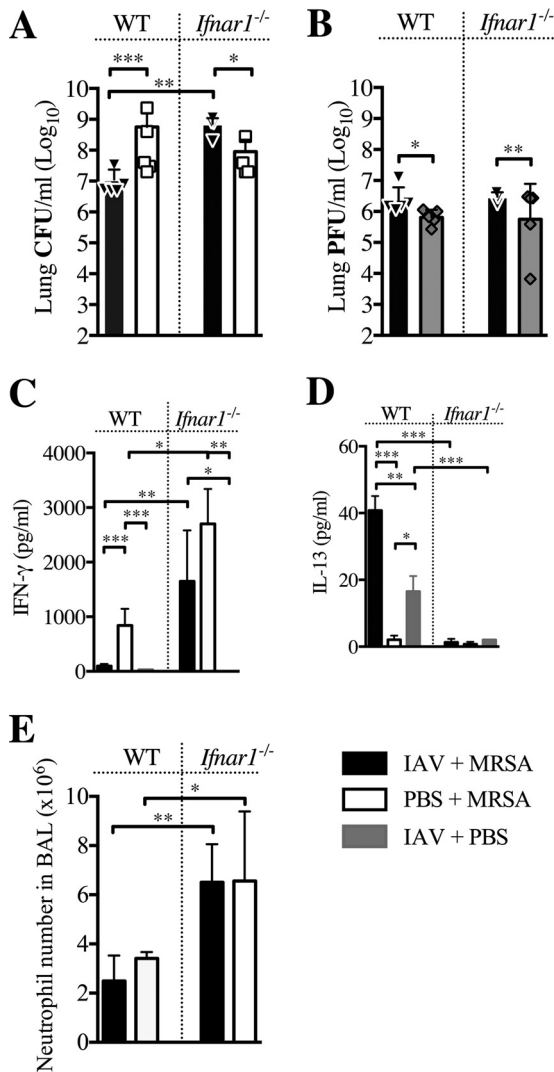 A
WT Ifnar1-/-
*** *
**
Lung CFU/ml (Log10)
10
9
8
7
6
5
4
3
2
B
WT Ifnar1-/-
* **
Lung PFU/ml (Log10)
10
9
8
7
6
5
4
3
2
C
WT Ifnar1-/-
* **
** *
***
***
IFN-γ (pg/ml)
4000
3000
2000
1000
0
D
WT Ifnar1-/-
***
*** ***
**
*
IL-13 (pg/ml)
60
40
20
0
E
WT Ifnar1-/-
*
**
Neutrophil number in BAL (x10⁶)
10
8
6
4
2
0
IAV + MRSA
PBS + MRSA
IAV + PBS